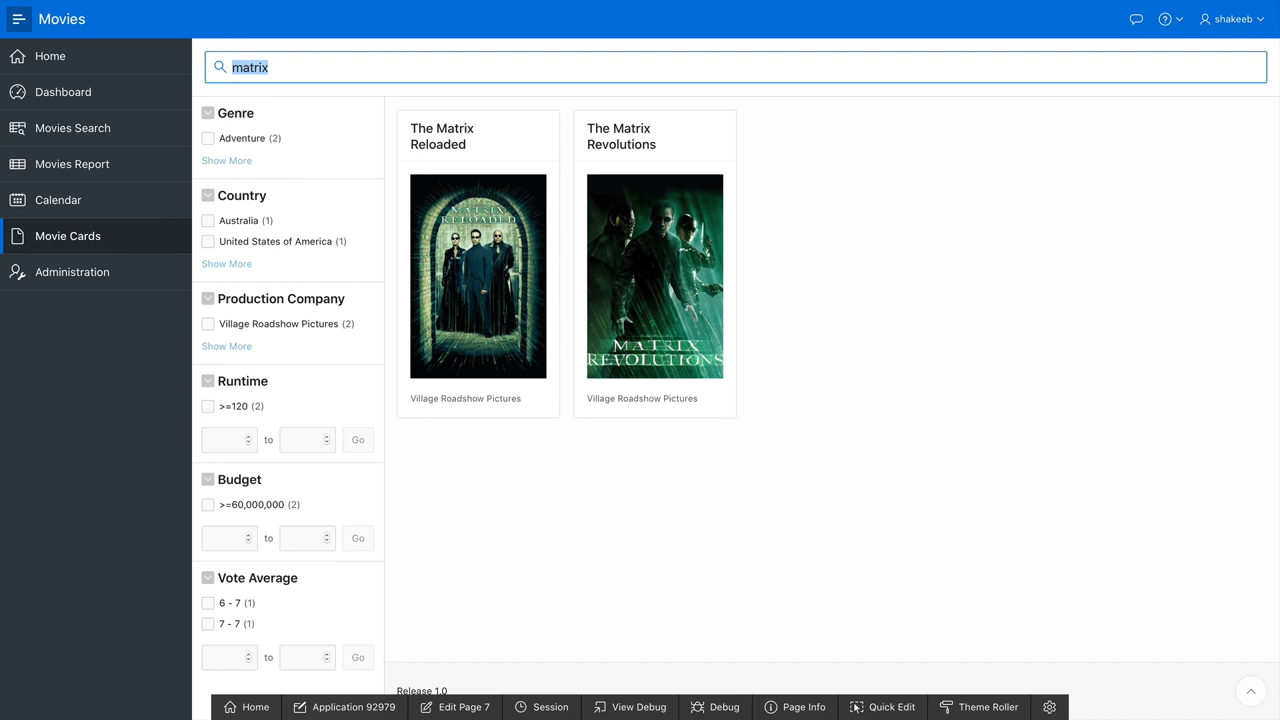 Movies
shakeeb
Home
Dashboard
Movies Search
Movies Report
Calendar
Movie Cards
Administration
matrix
Genre
Adventure (2)
Show More
Country
Australia (1)
United States of America (1)
Show More
Production Company
Village Roadshow Pictures (2)
Show More
Runtime
>=120 (2)
to
Go
Budget
>=60,000,000 (2)
to
Go
Vote Average
6 - 7 (1)
7 - 7 (1)
to
Go
The Matrix
Reloaded
MATRIX
RELOADED
Village Roadshow Pictures
The Matrix
Revolutions
MATRIX
REVOLUTIONS
Village Roadshow Pictures
Release 1.0
Home
Application 92979
Edit Page 7
Session
View Debug
Debug
Page Info
Quick Edit
Theme Roller